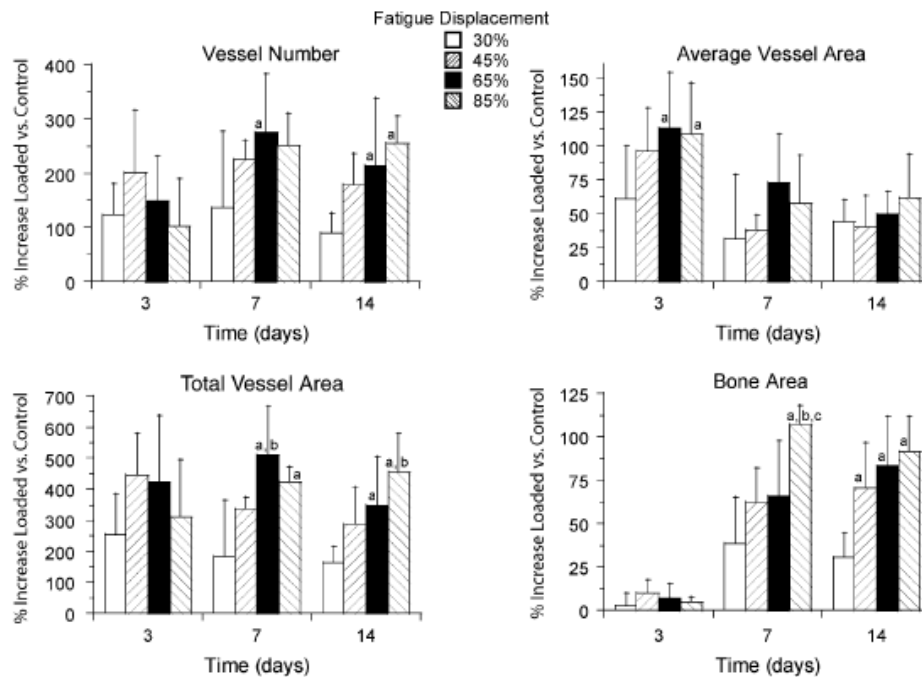 Fatigue Displacement
30%
45%
65%
85%
Vessel Number
% Increase Loaded vs. Control
400
300
200
100
0
a
a
a
3 7 14
Time (days)
Average Vessel Area
% Increase Loaded vs. Control
150
125
100
75
50
25
0
a
a
3 7 14
Time (days)
Total Vessel Area
% Increase Loaded vs. Control
700
600
500
400
300
200
100
0
a,b
a
a
a,b
3 7 14
Time (days)
Bone Area
% Increase Loaded vs. Control
125
100
75
50
25
0
a,b,c
a
a
a
3 7 14
Time (days)